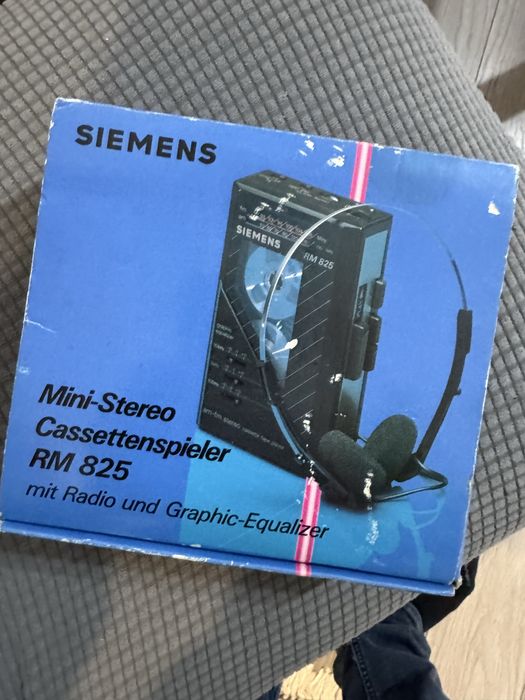 SIEMENS
SIEMENS
RM 825
Mini-Stereo
Cassettenspieler
RM 825
mit Radio und Graphic-Equalizer